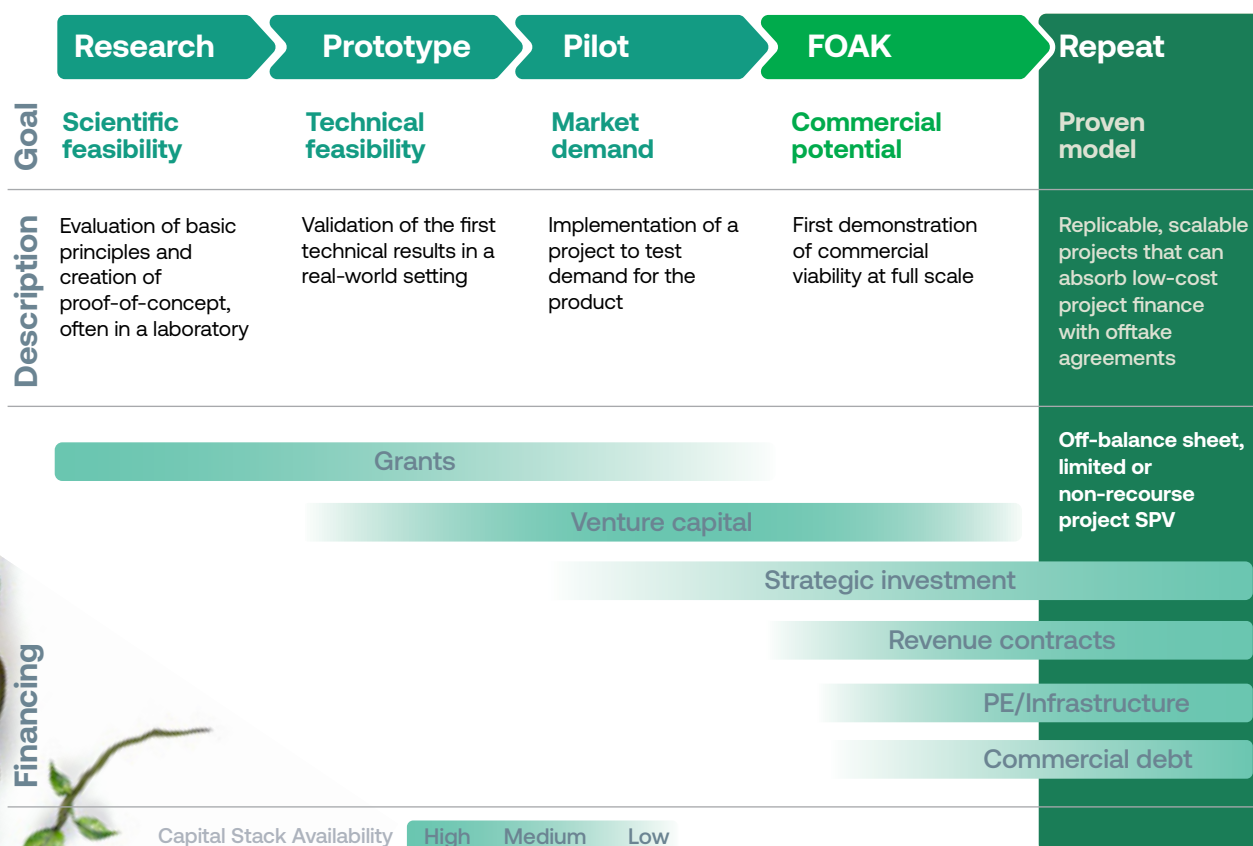 Research
Prototype
Pilot
FOAK
Repeat
Goal
Scientific
feasibility
Technical
feasibility
Market
demand
Commercial
potential
Proven
model
Description
Evaluation of basic
principles and
creation of
proof-of-concept,
often in a laboratory
Validation of the first
technical results in a
real-world setting
Implementation of a
project to test
demand for the
product
First demonstration
of commercial
viability at full scale
Replicable, scalable
projects that can
absorb low-cost
project finance
with offtake
agreements
Financing
Grants
Venture capital
Off-balance sheet,
limited or
non-recourse
project SPV
Strategic investment
Revenue contracts
PE/Infrastructure
Commercial debt
Capital Stack Availability High Medium Low